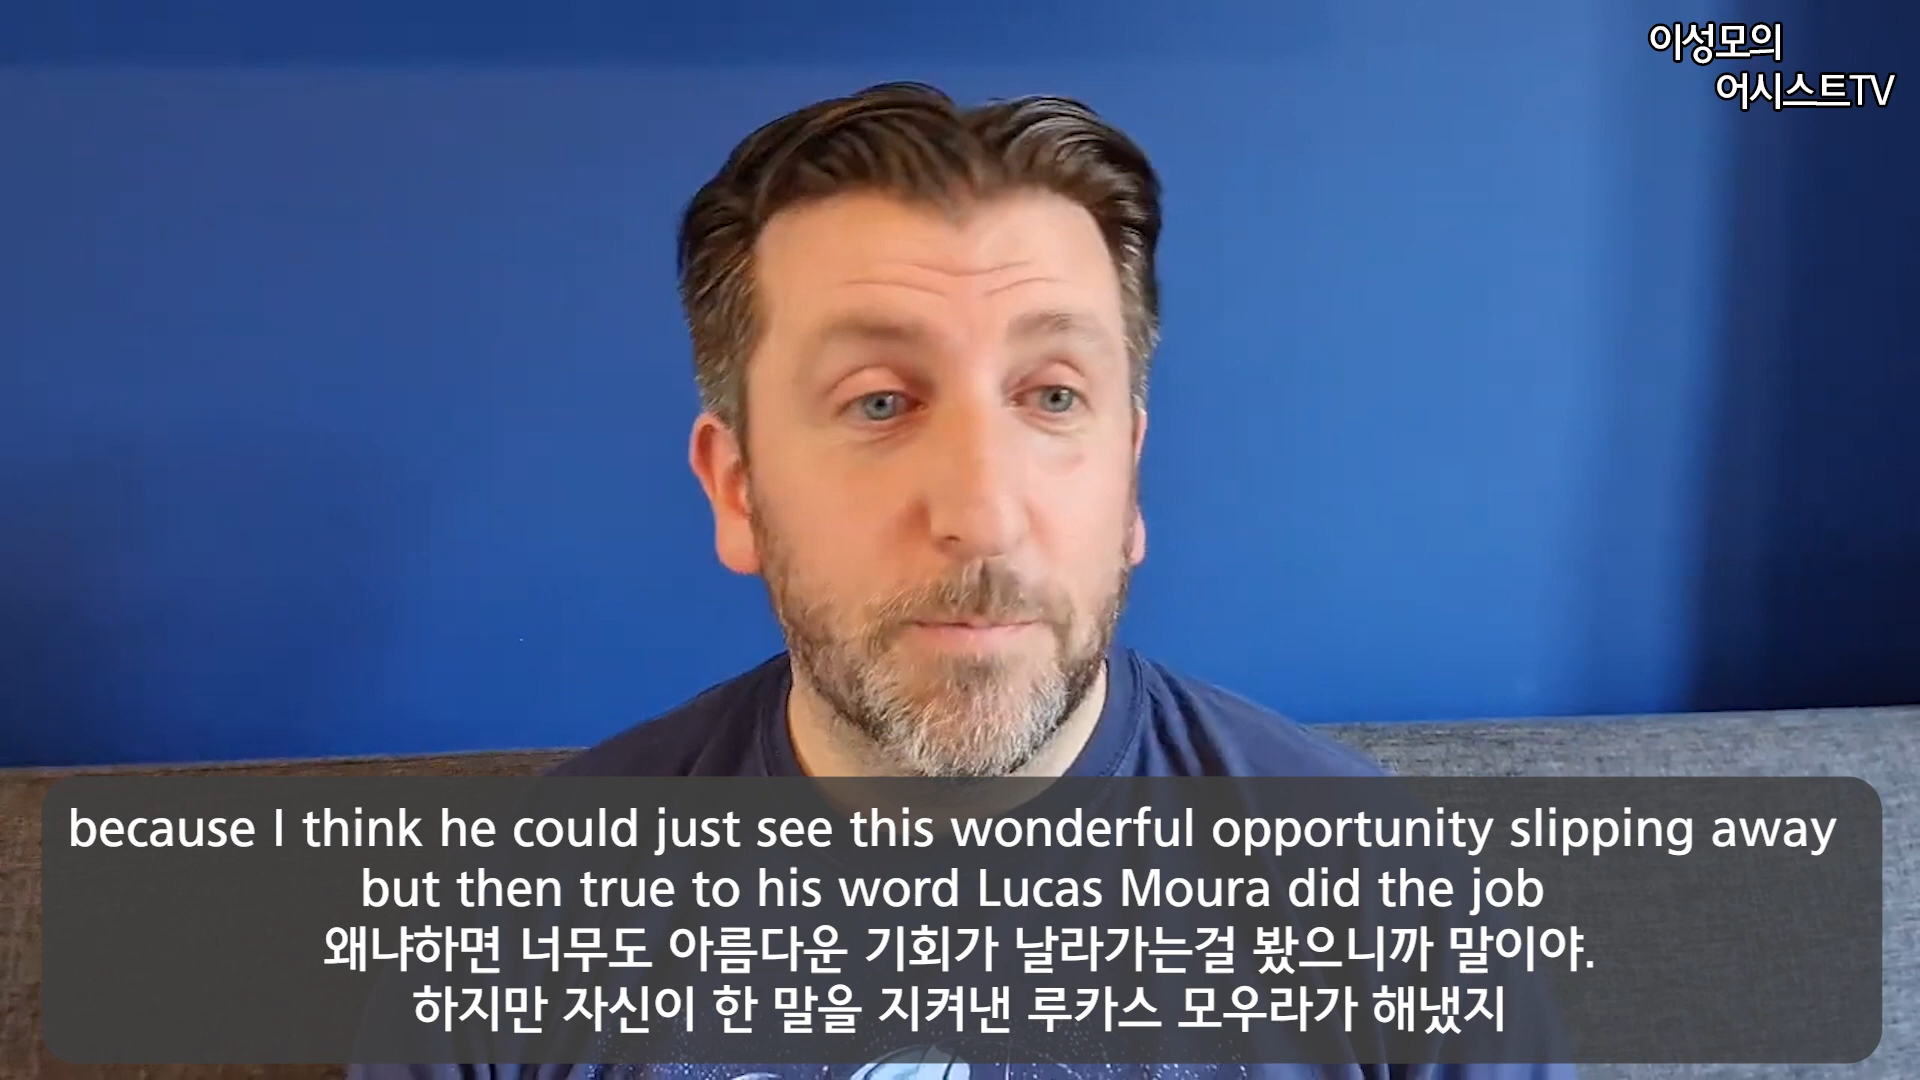 이성모의
어시스트TV
because I think he could just see this wonderful opportunity slipping away
but then true to his word Lucas Moura did the job
왜냐하면 너무도 아름다운 기회가 날라가는걸 봤으니까 말이야.
하지만 자신이 한 말을 지켜낸 루카스 모우라가 해냈지